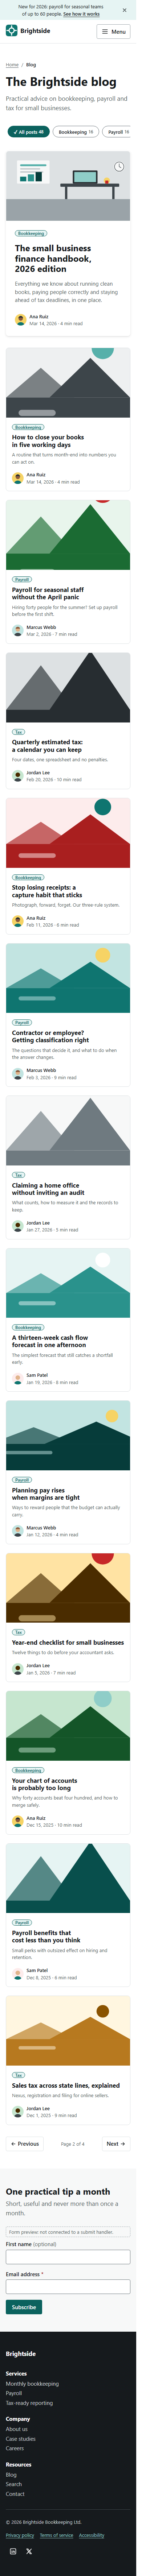 New for 2026: payroll for seasonal teams
of up to 60 people. See how it works
Brightside
Menu
Home / Blog
The Brightside blog
Practical advice on bookkeeping, payroll and
tax for small businesses.
✓ All posts 48
Bookkeeping 19
Payroll 16
Bookkeeping
The small business
finance handbook,
2026 edition
Everything we know about running clean
books, paying people correctly and staying
ahead of tax deadlines, in one place.
Ana Ruiz
Mar 14, 2026 · 4 min read
Bookkeeping
How to close your books
in five working days
A routine that turns month-end into numbers you
can act on.
Ana Ruiz
Mar 14, 2026 · 4 min read
Payroll
Payroll for seasonal staff
without the April panic
Hiring forty people for the summer? Set up payroll
before the first shift.
Marcus Webb
Mar 2, 2026 · 7 min read
Tax
Quarterly estimated tax:
a calendar you can keep
Four dates, one spreadsheet and no penalties.
Jordan Lee
Feb 20, 2026 · 10 min read
Bookkeeping
Stop losing receipts: a
capture habit that sticks
Photograph, forward, forget. Our three-rule system.
Ana Ruiz
Feb 11, 2026 · 6 min read
Payroll
Contractor or employee?
Getting classification right
The questions that decide it, and what to do when
the answer changes.
Marcus Webb
Feb 3, 2026 · 9 min read
Tax
Claiming a home office
without inviting an audit
What counts, how to measure it and the records to
keep.
Jordan Lee
Jan 27, 2026 · 5 min read
Bookkeeping
A thirteen-week cash flow
forecast in one afternoon
The simplest forecast that still catches a shortfall
early.
Sam Patel
Jan 19, 2026 · 8 min read
Payroll
Planning pay rises
when margins are tight
Ways to reward people that the budget can actually
carry.
Marcus Webb
Jan 12, 2026 · 4 min read
Tax
Year-end checklist for small businesses
Twelve things to do before your accountant asks.
Jordan Lee
Jan 5, 2026 · 7 min read
Bookkeeping
Your chart of accounts
is probably too long
Why forty accounts beat four hundred, and how to
merge safely.
Ana Ruiz
Dec 15, 2025 · 10 min read
Payroll
Payroll benefits that
cost less than you think
Small perks with outsized effect on hiring and
retention.
Sam Patel
Dec 8, 2025 · 6 min read
Tax
Sales tax across state lines, explained
Nexus, registration and filing for online sellers.
Jordan Lee
Dec 1, 2025 · 9 min read
← Previous
Page 2 of 4
Next →
One practical tip a month
Short, useful and never more than once a
month.
Form preview: not connected to a submit handler.
First name (optional)
Email address *
Subscribe
Brightside
Services
Monthly bookkeeping
Payroll
Tax-ready reporting
Company
About us
Case studies
Careers
Resources
Blog
Search
Contact
© 2026 Brightside Bookkeeping Ltd.
Privacy policy Terms of service Accessibility